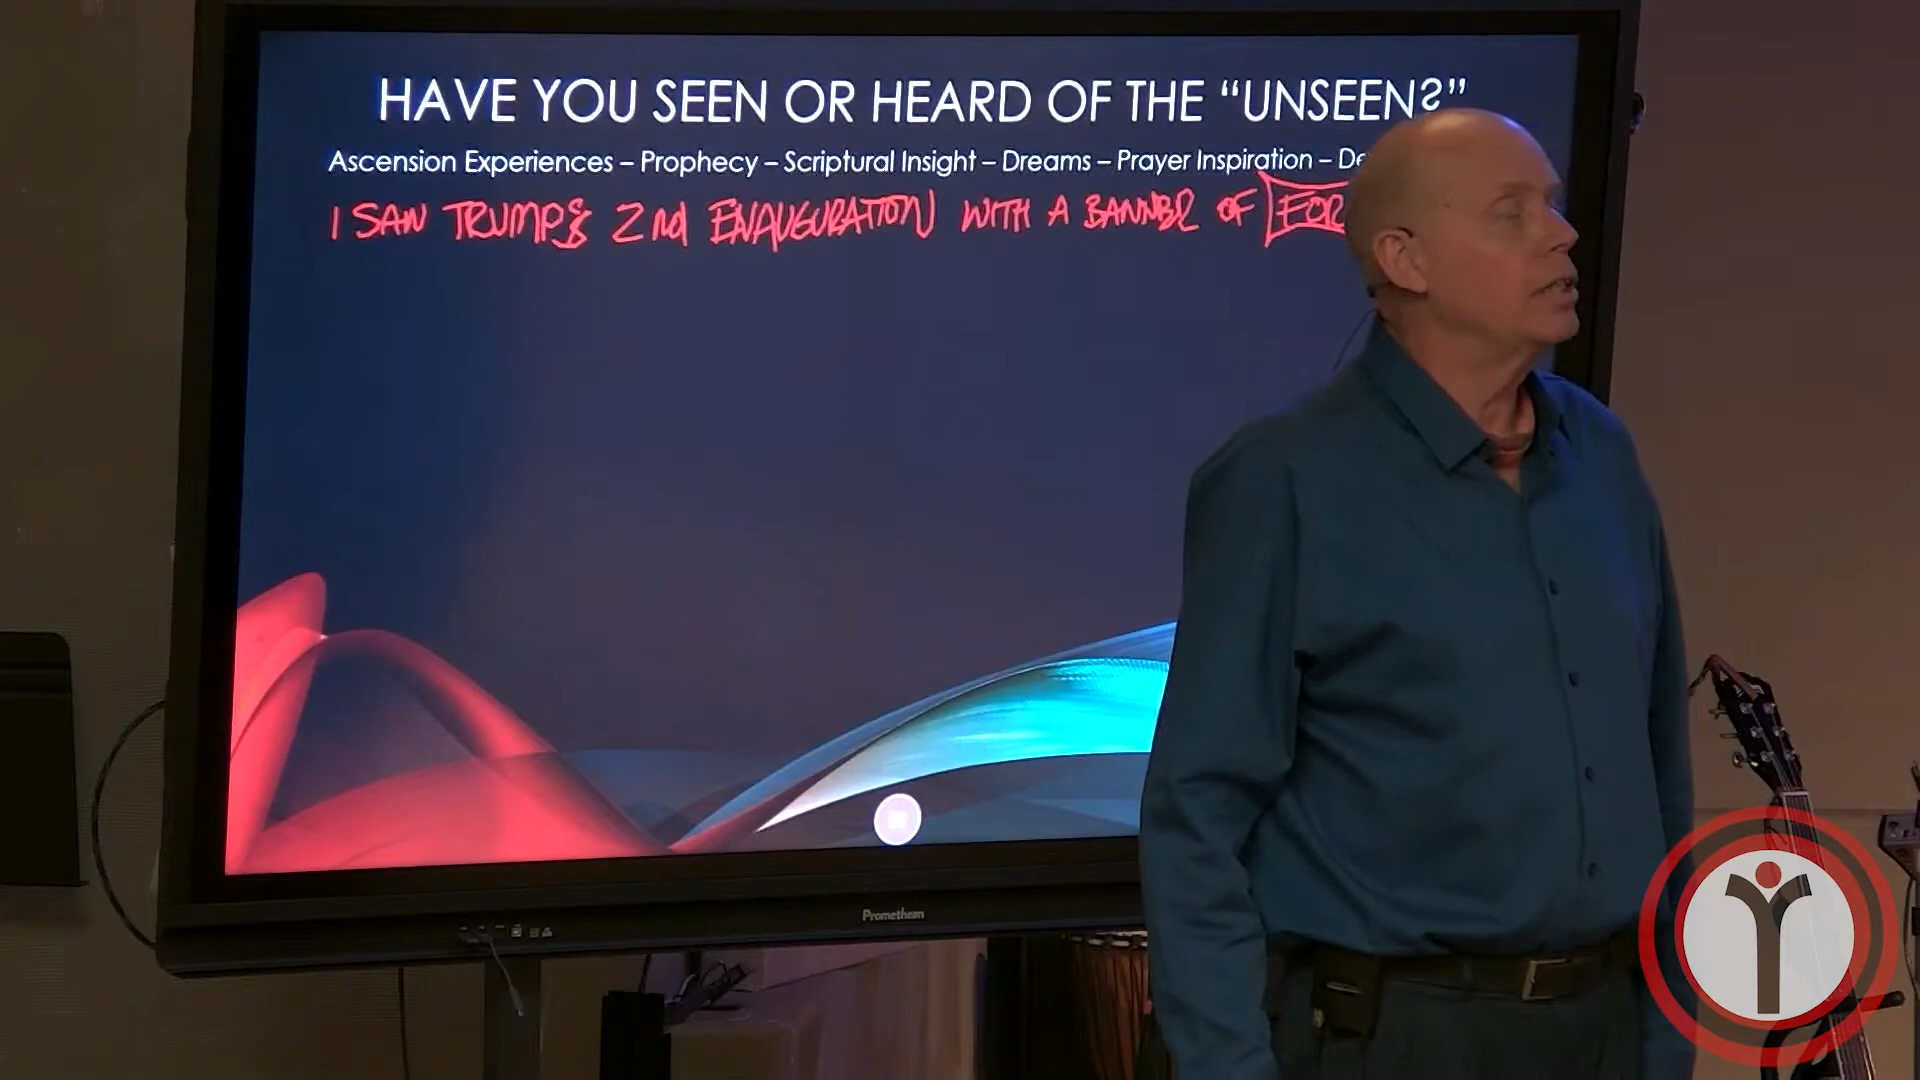 HAVE YOU SEEN OR HEARD OF THE “UNSEEN?”
Ascension Experiences – Prophecy – Scriptural Insight – Dreams – Prayer Inspiration –
I SAW TRUMPS 2nd ENAUGURATION WITH A BANNER OF
Promethean